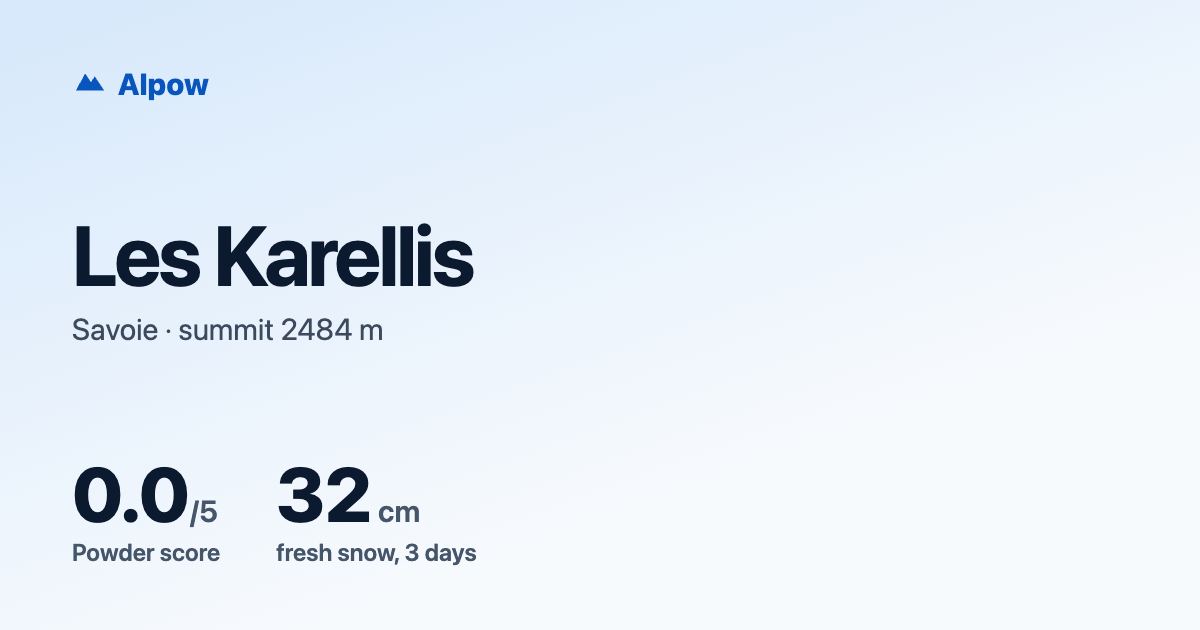 Alpow
Les Karellis
Savoie · summit 2484 m
0.0/5
Powder score
32 cm
fresh snow, 3 days